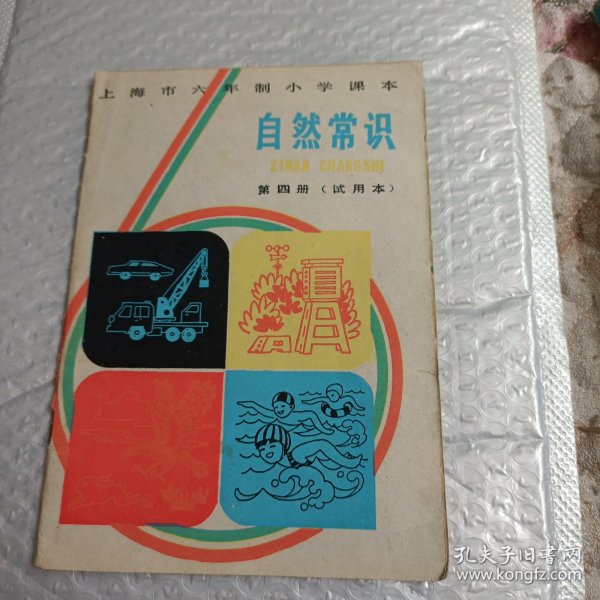 上海市六年制小学课本
自然常识
ZIRAN CHANGSHI
第四册（试用本）
孔夫子旧书网
www.kongfz.com